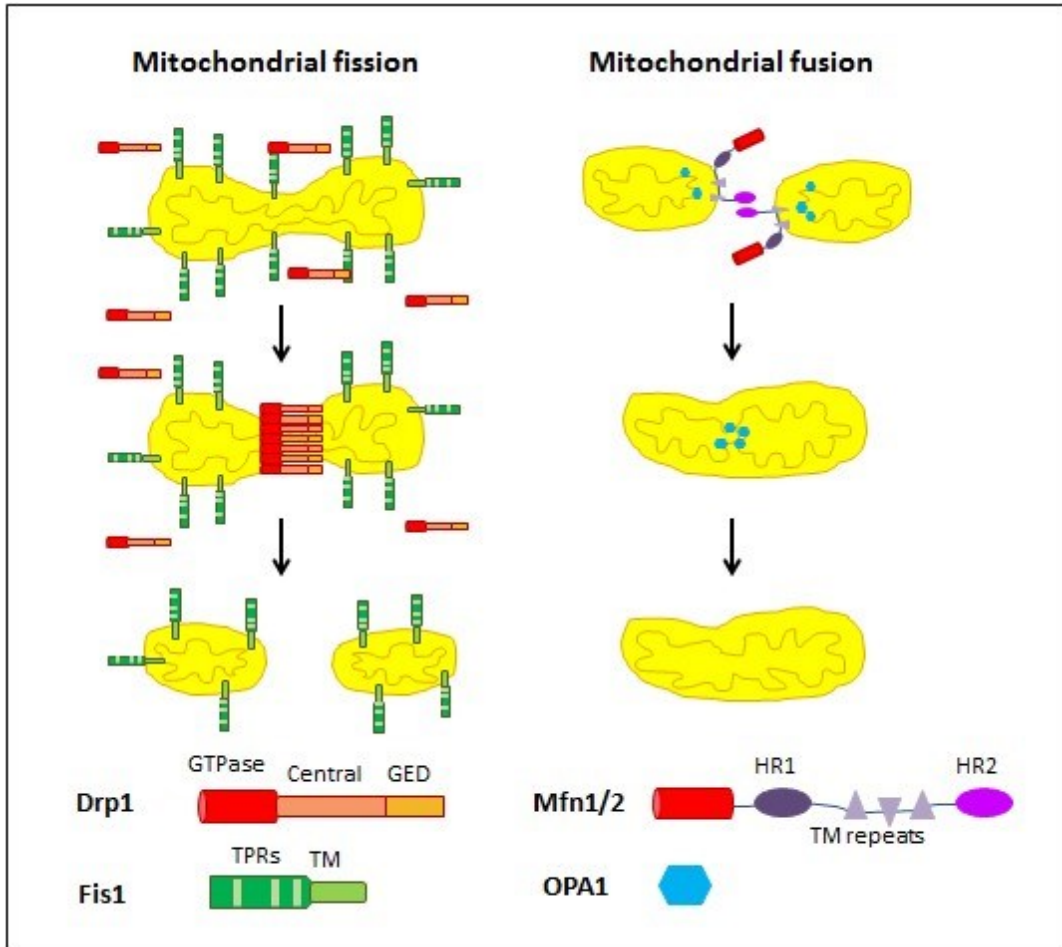 Mitochondrial fission
Mitochondrial fusion
GTPase
Central
GED
Drp1
TPRs
TM
Fis1
HR1
HR2
Mfn1/2
TM repeats
OPA1